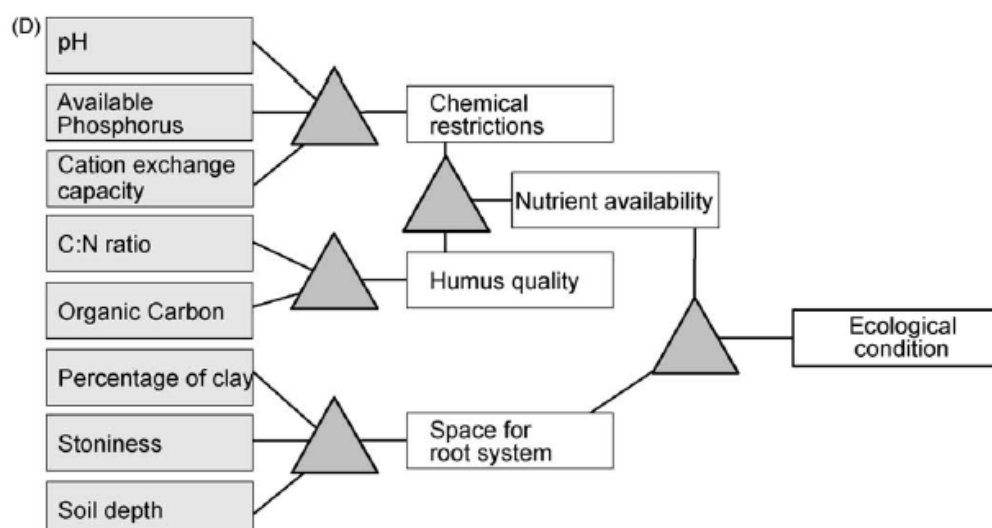 (D)
pH
Available
Phosphorus
Cation exchange
capacity
C:N ratio
Organic Carbon
Percentage of clay
Stoniness
Soil depth
Chemical
restrictions
Nutrient availability
Humus quality
Space for
root system
Ecological
condition